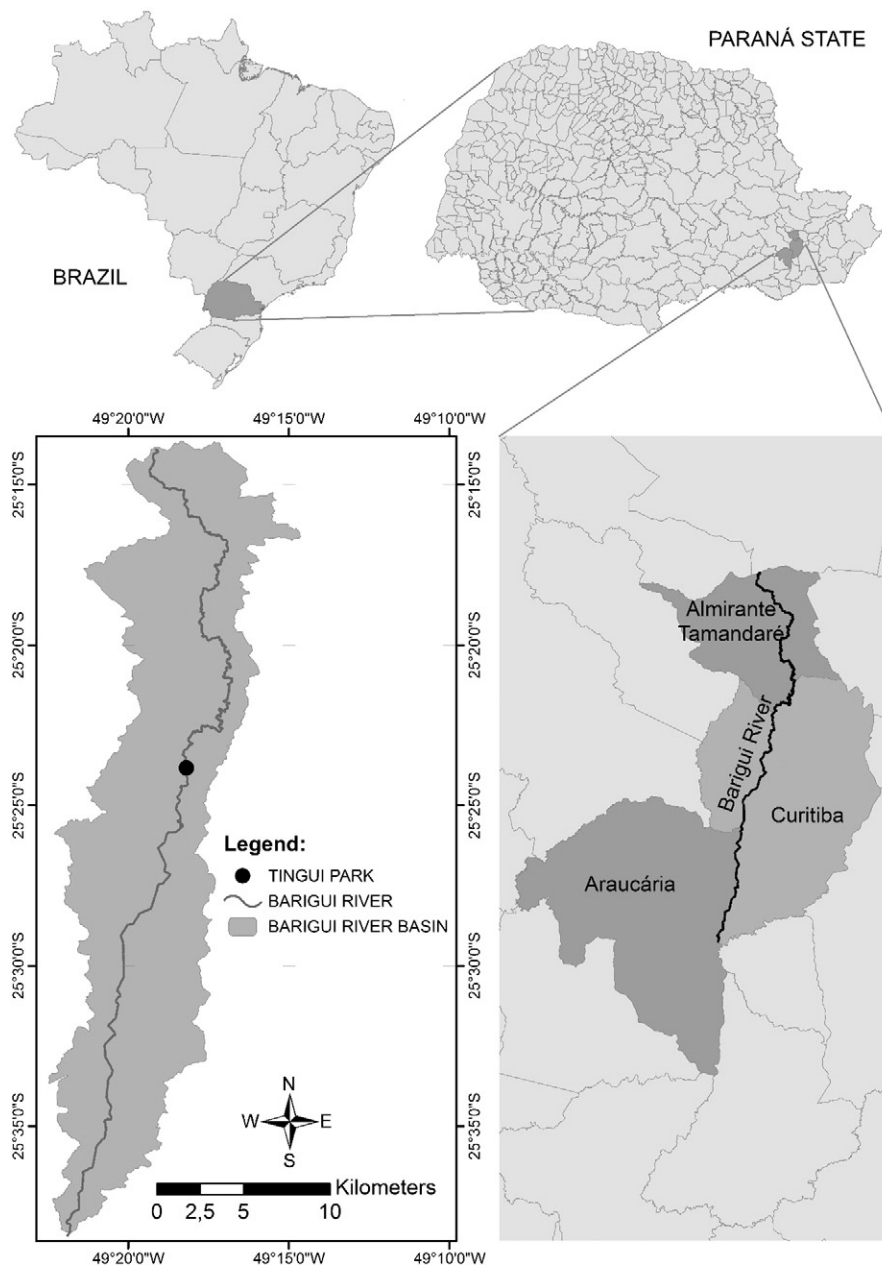 PARANÁ STATE
BRAZIL
49°20'0"W 49°15'0"W 49°10'0"W
25°15'0"S
25°20'0"S
25°25'0"S
25°30'0"S
25°35'0"S
25°15'0"S
25°20'0"S
25°25'0"S
25°30'0"S
25°35'0"S
Legend:
TINGUI PARK
BARIGUI RIVER
BARIGUI RIVER BASIN
N
W E
S
Kilometers
0 2,5 5 10
49°20'0"W 49°15'0"W 49°10'0"W
Almirante
Tamandaré
Barigui River
Curitiba
Araucária